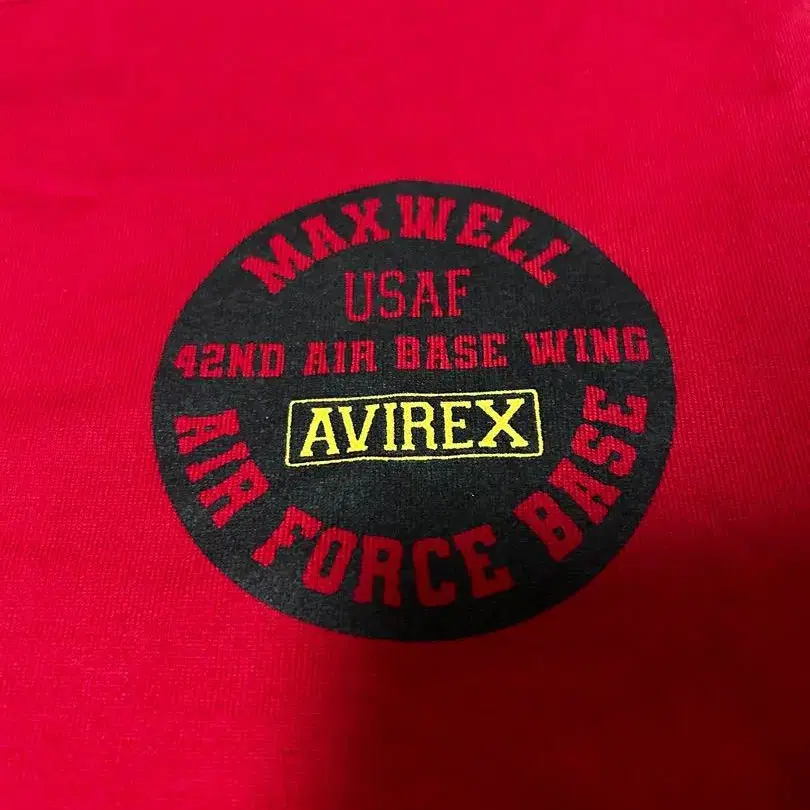 MAXWELL
USAF
42ND AIR BASE WING
AVIREX
AIR FORCE BASE